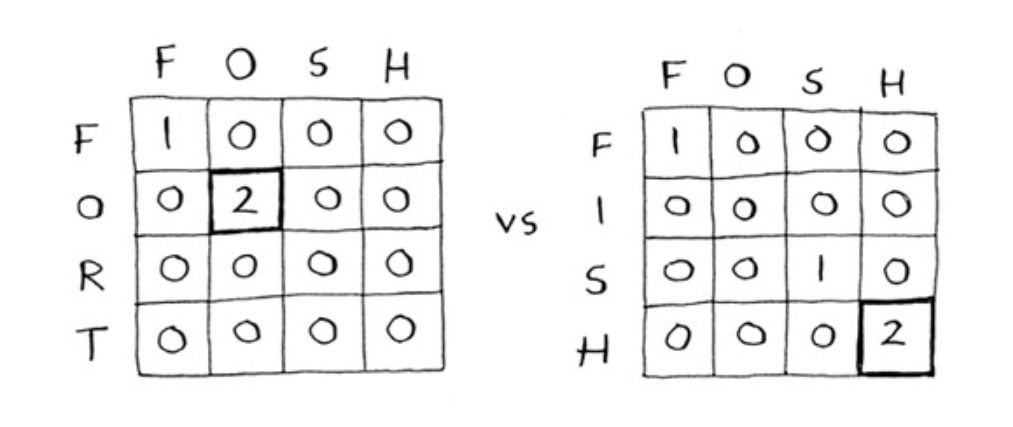 F O S H
F 1 0 0 0
O 0 2 0 0
R 0 0 0 0
T 0 0 0 0
vs
F O S H
F 1 0 0 0
I 0 0 0 0
S 0 0 1 0
H 0 0 0 2